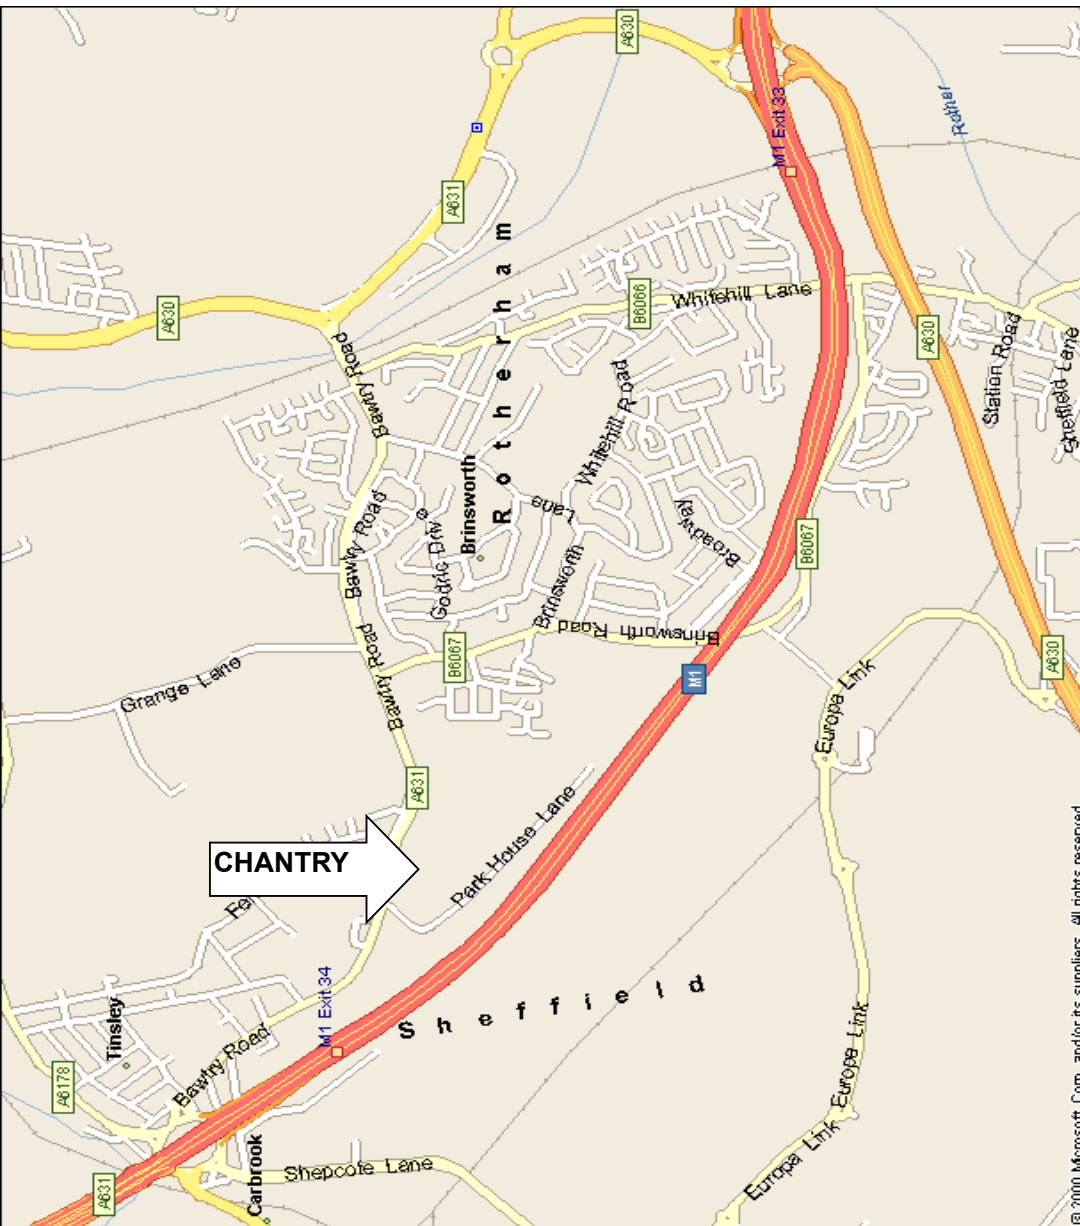 A630
A630
M1 Exit 33
Rother
A631
Rotherham
B6066
Whitehill Lane
A630
Bawtry Road
A630
Station Road
Sheffield Lane
Whitehill Road
Brinsworth
Lane
Bawtry Road
Godric Drive
Broadway
B6067
Brinsworth
Brinsworth Road
B6067
Bawtry Road
Grange Lane
M1
A630
Europa Link
A631
Park House Lane
CHANTRY
Fe
M1 Exit 34
Sheffield
Tinsley
Bawtry Road
A6178
Europa Link
Europa Link
Carbrook
Shepcote Lane
A631
@ 2000 Microsoft Corp. and/or its suppliers. All rights reserved.